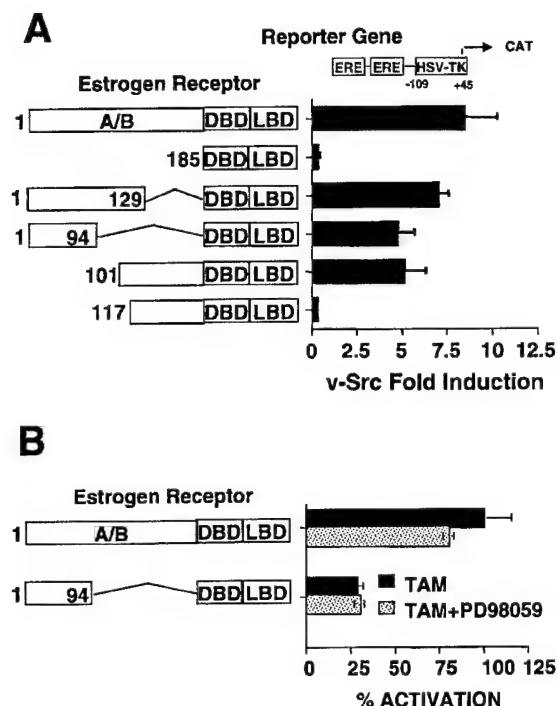 A
Reporter Gene
CAT
ERE ERE HSV-TK
-109 +45
Estrogen Receptor
1 A/B DBD LBD
185 DBD LBD
1 129 DBD LBD
1 94 DBD LBD
101 DBD LBD
117 DBD LBD
0 2.5 5 7.5 10 12.5
v-Src Fold Induction
B
Estrogen Receptor
1 A/B DBD LBD
1 94 DBD LBD
TAM
TAM+PD98059
0 25 50 75 100 125
% ACTIVATION